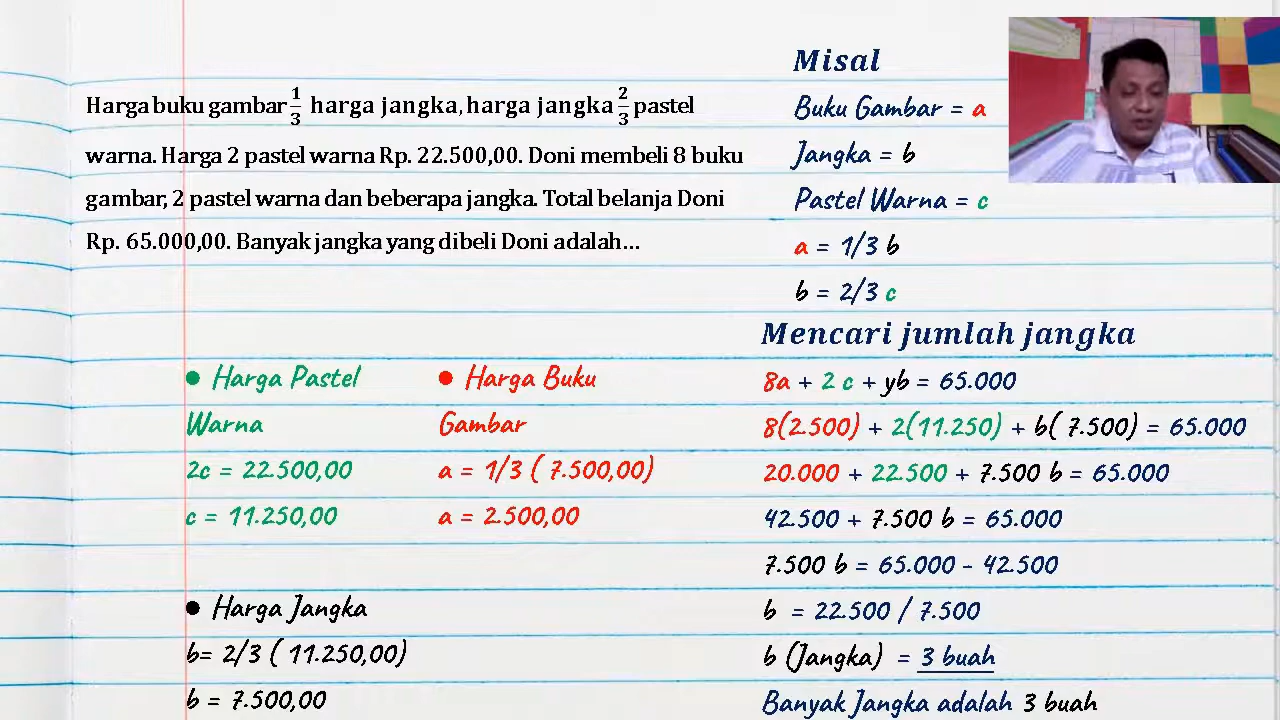 Harga buku gambar 1/3 harga jangka, harga jangka 2/3 pastel
warna. Harga 2 pastel warna Rp. 22.500,00. Doni membeli 8 buku
gambar, 2 pastel warna dan beberapa jangka. Total belanja Doni
Rp. 65.000,00. Banyak jangka yang dibeli Doni adalah...
Misal
Buku Gambar = a
Jangka = b
Pastel Warna = c
a = 1/3 b
b = 2/3 c
• Harga Pastel
Warna
2c = 22.500,00
c = 11.250,00
• Harga Buku
Gambar
a = 1/3 ( 7.500,00)
a = 2.500,00
• Harga Jangka
b= 2/3 ( 11.250,00)
b = 7.500,00
Mencari jumlah jangka
8a + 2 c + yb = 65.000
8(2.500) + 2(11.250) + b( 7.500) = 65.000
20.000 + 22.500 + 7.500 b = 65.000
42.500 + 7.500 b = 65.000
7.500 b = 65.000 - 42.500
b = 22.500 / 7.500
b (Jangka) = 3 buah
Banyak Jangka adalah 3 buah